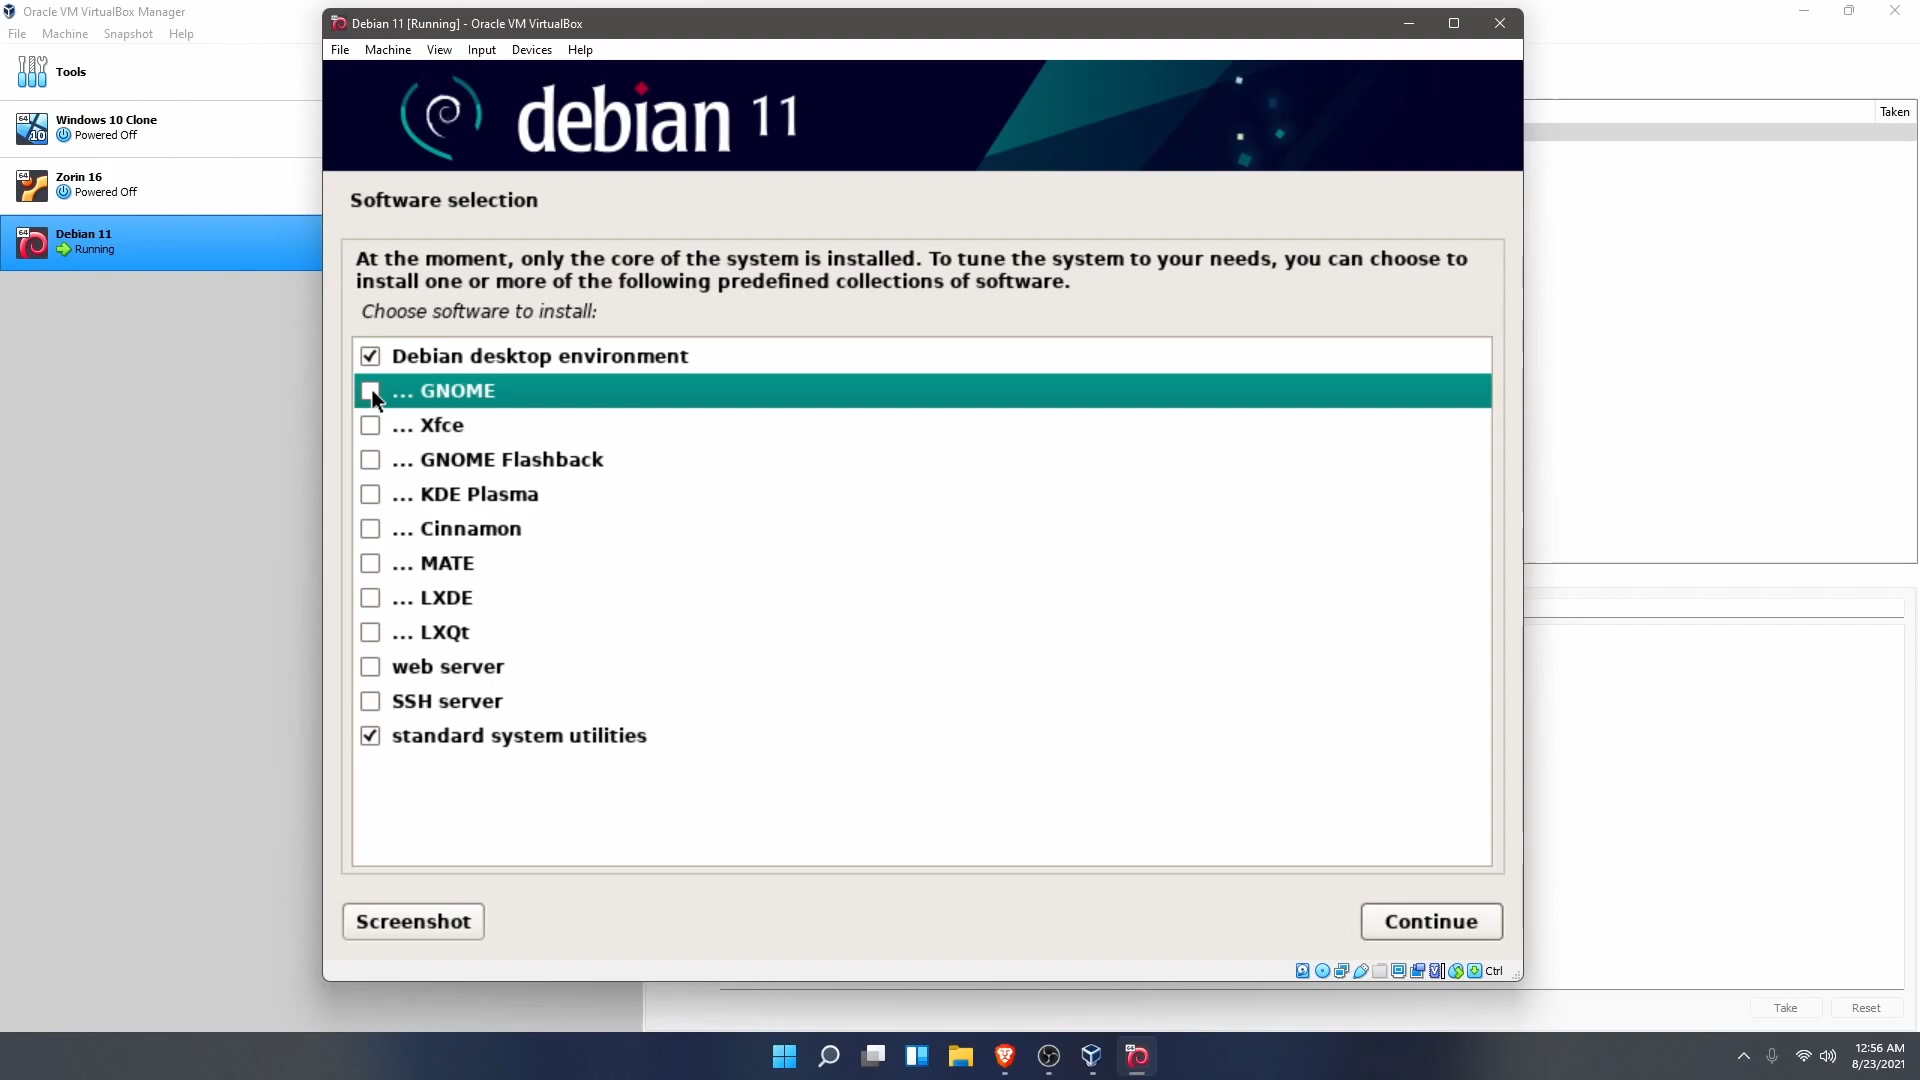 Oracle VM VirtualBox Manager
File Machine Snapshot Help
Tools
64
10
Windows 10 Clone
Powered Off
64
Zorin 16
Powered Off
64
Debian 11
Running
Debian 11 [Running] - Oracle VM VirtualBox
File Machine View Input Devices Help
debian 11
Software selection
At the moment, only the core of the system is installed. To tune the system to your needs, you can choose to
install one or more of the following predefined collections of software.
Choose software to install:
Debian desktop environment
... GNOME
... Xfce
... GNOME Flashback
... KDE Plasma
... Cinnamon
... MATE
... LXDE
... LXQt
web server
SSH server
standard system utilities
Screenshot
Continue
Ctrl
Taken
Take
Reset
12:56 AM
8/23/2021